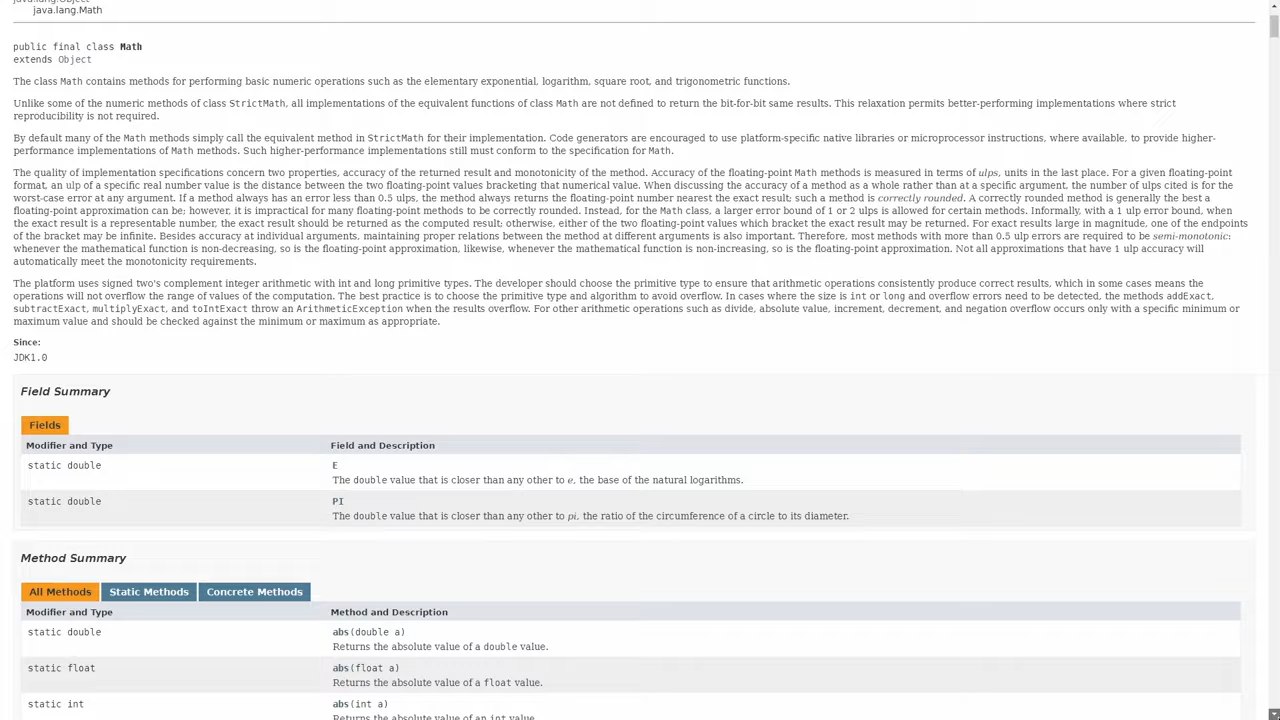 java.lang.Object
java.lang.Math
public final class Math
extends Object
The class Math contains methods for performing basic numeric operations such as the elementary exponential, logarithm, square root, and trigonometric functions.
Unlike some of the numeric methods of class StrictMath, all implementations of the equivalent functions of class Math are not defined to return the bit-for-bit same results. This relaxation permits better-performing implementations where strict
reproducibility is not required.
By default many of the Math methods simply call the equivalent method in StrictMath for their implementation. Code generators are encouraged to use platform-specific native libraries or microprocessor instructions, where available, to provide higher-
performance implementations of Math methods. Such higher-performance implementations still must conform to the specification for Math.
The quality of implementation specifications concern two properties, accuracy of the returned result and monotonicity of the method. Accuracy of the floating-point Math methods is measured in terms of ulps, units in the last place. For a given floating-point
format, an ulp of a specific real number value is the distance between the two floating-point values bracketing that numerical value. When discussing the accuracy of a method as a whole rather than at a specific argument, the number of ulps cited is for the
worst-case error at any argument. If a method always has an error less than 0.5 ulps, the method always returns the floating-point number nearest the exact result; such a method is correctly rounded. A correctly rounded method is generally the best a
floating-point approximation can be; however, it is impractical for many floating-point methods to be correctly rounded. Instead, for the Math class, a larger error bound of 1 or 2 ulps is allowed for certain methods. Informally, with a 1 ulp error bound, when
the exact result is a representable number, the exact result should be returned as the computed result; otherwise, either of the two floating-point values which bracket the exact result may be returned. For exact results large in magnitude, one of the endpoints
of the bracket may be infinite. Besides accuracy at individual arguments, maintaining proper relations between the method at different arguments is also important. Therefore, most methods with more than 0.5 ulp errors are required to be semi-monotonic:
whenever the mathematical function is non-decreasing, so is the floating-point approximation, likewise, whenever the mathematical function is non-increasing, so is the floating-point approximation. Not all approximations that have 1 ulp accuracy will
automatically meet the monotonicity requirements.
The platform uses signed two's complement integer arithmetic with int and long primitive types. The developer should choose the primitive type to ensure that arithmetic operations consistently produce correct results, which in some cases means the
operations will not overflow the range of values of the computation. The best practice is to choose the primitive type and algorithm to avoid overflow. In cases where the size is int or long and overflow errors need to be detected, the methods addExact,
subtractExact, multiplyExact, and toIntExact throw an ArithmeticException when the results overflow. For other arithmetic operations such as divide, absolute value, increment, decrement, and negation overflow occurs only with a specific minimum or
maximum value and should be checked against the minimum or maximum as appropriate.
Since:
JDK1.0
Field Summary
Fields
Modifier and Type Field and Description
static double E
The double value that is closer than any other to e, the base of the natural logarithms.
static double PI
The double value that is closer than any other to pi, the ratio of the circumference of a circle to its diameter.
Method Summary
All Methods Static Methods Concrete Methods
Modifier and Type Method and Description
static double abs(double a)
Returns the absolute value of a double value.
static float abs(float a)
Returns the absolute value of a float value.
static int abs(int a)
Returns the absolute value of an int value.